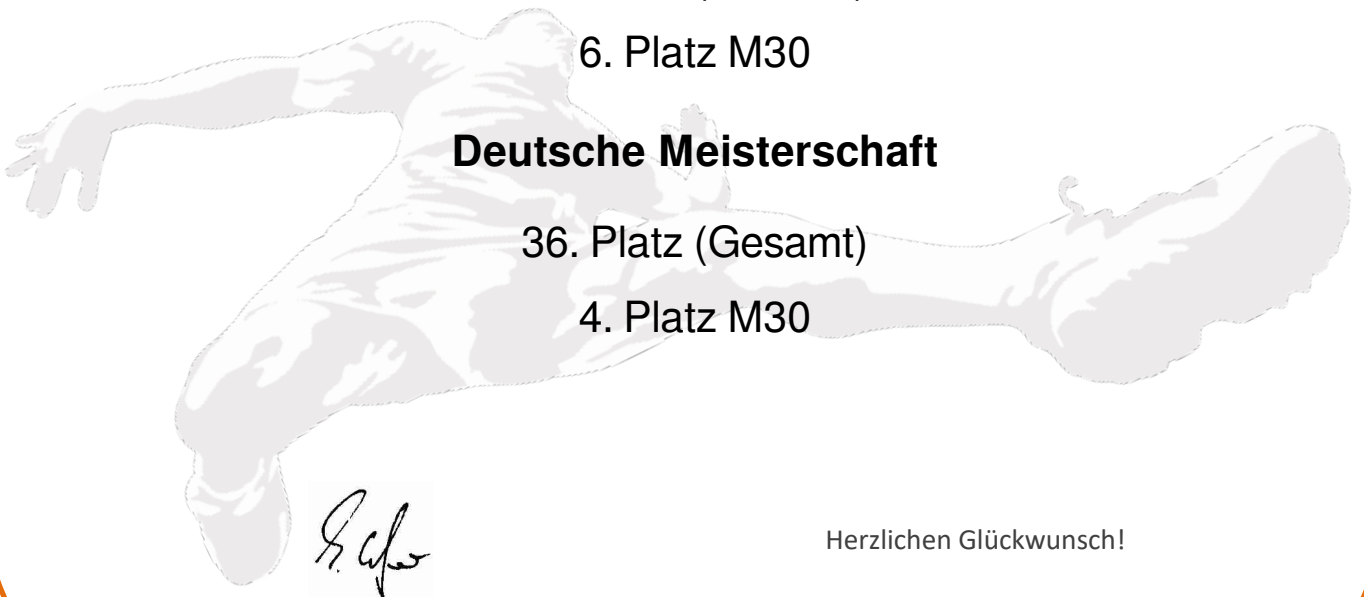 6. Platz M30
Deutsche Meisterschaft
36. Platz (Gesamt)
4. Platz M30
Herzlichen Glückwunsch!